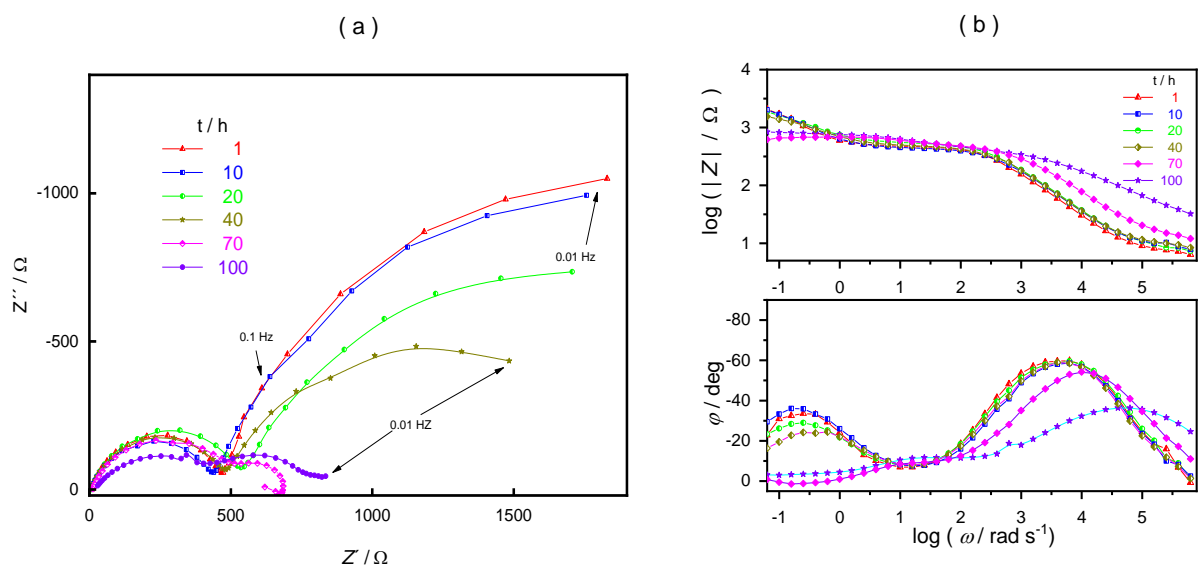 ( a )
t / h
1
10
20
40
70
100
-1000
-500
0
0.1 Hz
0.01 Hz
0.01 HZ
Z´´ / Ω
0 500 1000 1500
Z´ / Ω
( b )
4
3
2
1
log ( |Z| / Ω )
t / h
1
10
20
40
70
100
-1 0 1 2 3 4 5
-80
-60
-40
-20
0
φ / deg
-1 0 1 2 3 4 5
log ( ω / rad s⁻¹ )